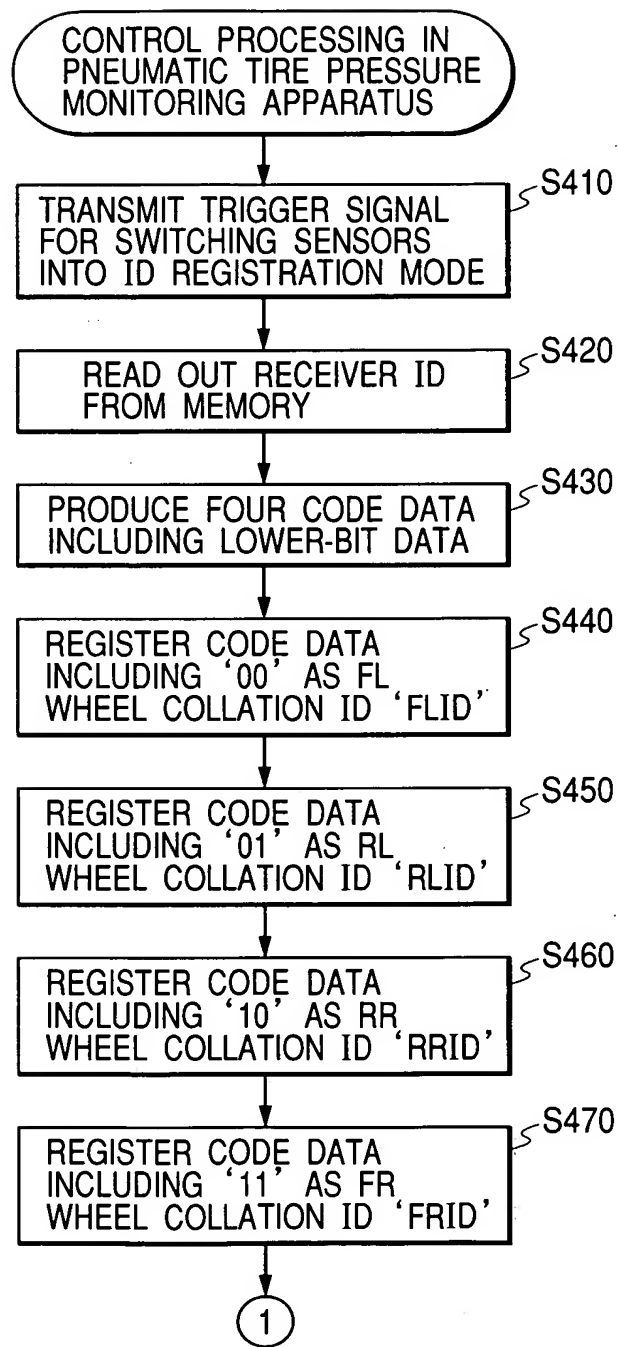 CONTROL PROCESSING IN
PNEUMATIC TIRE PRESSURE
MONITORING APPARATUS
S410
TRANSMIT TRIGGER SIGNAL
FOR SWITCHING SENSORS
INTO ID REGISTRATION MODE
S420
READ OUT RECEIVER ID
FROM MEMORY
S430
PRODUCE FOUR CODE DATA
INCLUDING LOWER-BIT DATA
S440
REGISTER CODE DATA
INCLUDING '00' AS FL
WHEEL COLLATION ID 'FLID'
S450
REGISTER CODE DATA
INCLUDING '01' AS RL
WHEEL COLLATION ID 'RLID'
S460
REGISTER CODE DATA
INCLUDING '10' AS RR
WHEEL COLLATION ID 'RRID'
S470
REGISTER CODE DATA
INCLUDING '11' AS FR
WHEEL COLLATION ID 'FRID'
1